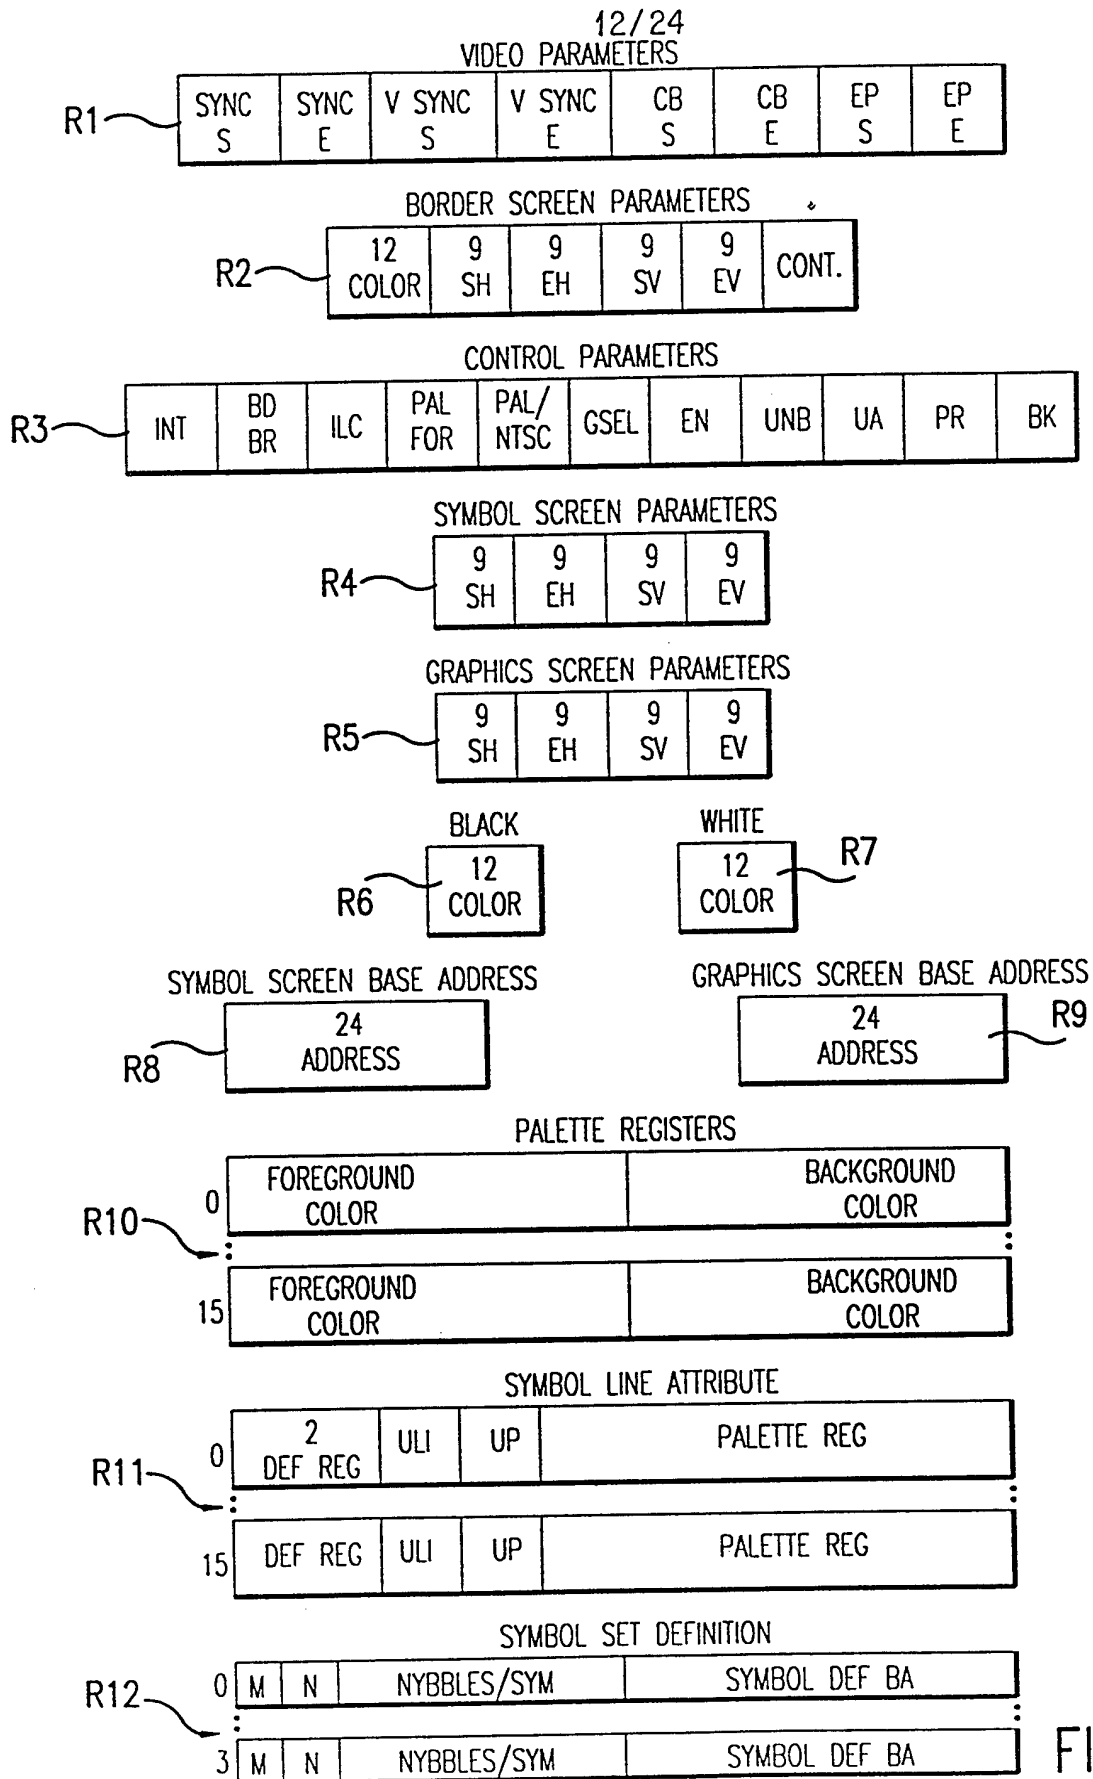 12/24
VIDEO PARAMETERS
R1
SYNC S
SYNC E
V SYNC S
V SYNC E
CB S
CB E
EP S
EP E
BORDER SCREEN PARAMETERS
R2
12 COLOR
9 SH
9 EH
9 SV
9 EV
CONT.
CONTROL PARAMETERS
R3
INT
BD BR
ILC
PAL FOR
PAL/ NTSC
GSEL
EN
UNB
UA
PR
BK
SYMBOL SCREEN PARAMETERS
R4
9 SH
9 EH
9 SV
9 EV
GRAPHICS SCREEN PARAMETERS
R5
9 SH
9 EH
9 SV
9 EV
BLACK
R6
12 COLOR
WHITE
12 COLOR
R7
SYMBOL SCREEN BASE ADDRESS
R8
24 ADDRESS
GRAPHICS SCREEN BASE ADDRESS
24 ADDRESS
R9
PALETTE REGISTERS
R10
0
FOREGROUND COLOR
BACKGROUND COLOR
15
FOREGROUND COLOR
BACKGROUND COLOR
SYMBOL LINE ATTRIBUTE
R11
0
2 DEF REG
ULI
UP
PALETTE REG
15
DEF REG
ULI
UP
PALETTE REG
SYMBOL SET DEFINITION
R12
0
M
N
NYBBLES/SYM
SYMBOL DEF BA
3
M
N
NYBBLES/SYM
SYMBOL DEF BA
FI